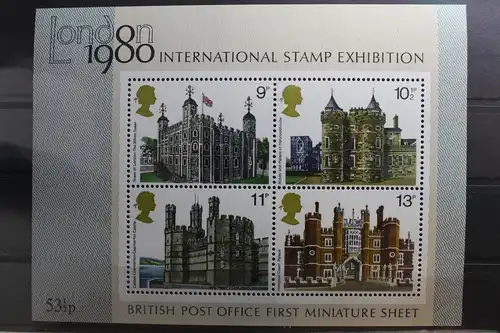 London
1980 INTERNATIONAL STAMP EXHIBITION
9P
10½P
11P
13P
53½p
BRITISH POST OFFICE FIRST MINIATURE SHEET